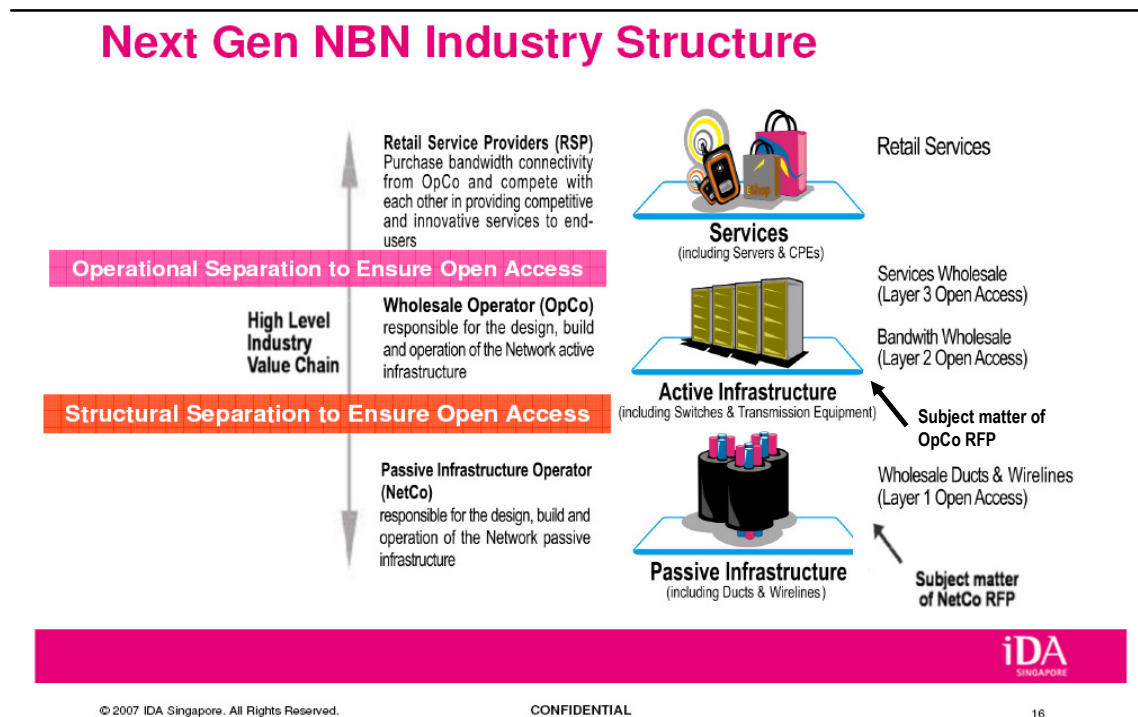 Next Gen NBN Industry Structure
Retail Service Providers (RSP)
Purchase bandwidth connectivity
from OpCo and compete with
each other in providing competitive
and innovative services to end-
users
Operational Separation to Ensure Open Access
Wholesale Operator (OpCo)
responsible for the design, build
and operation of the Network active
infrastructure
High Level
Industry
Value Chain
Structural Separation to Ensure Open Access
Passive Infrastructure Operator
(NetCo)
responsible for the design, build and
operation of the Network passive
infrastructure
EShop
Services
(including Servers & CPEs)
Active Infrastructure
(including Switches & Transmission Equipment)
Passive Infrastructure
(including Ducts & Wirelines)
Retail Services
Services Wholesale
(Layer 3 Open Access)
Bandwith Wholesale
(Layer 2 Open Access)
Subject matter of
OpCo RFP
Wholesale Ducts & Wirelines
(Layer 1 Open Access)
Subject matter
of NetCo RFP
iDA
SINGAPORE
© 2007 IDA Singapore. All Rights Reserved.
CONFIDENTIAL
16